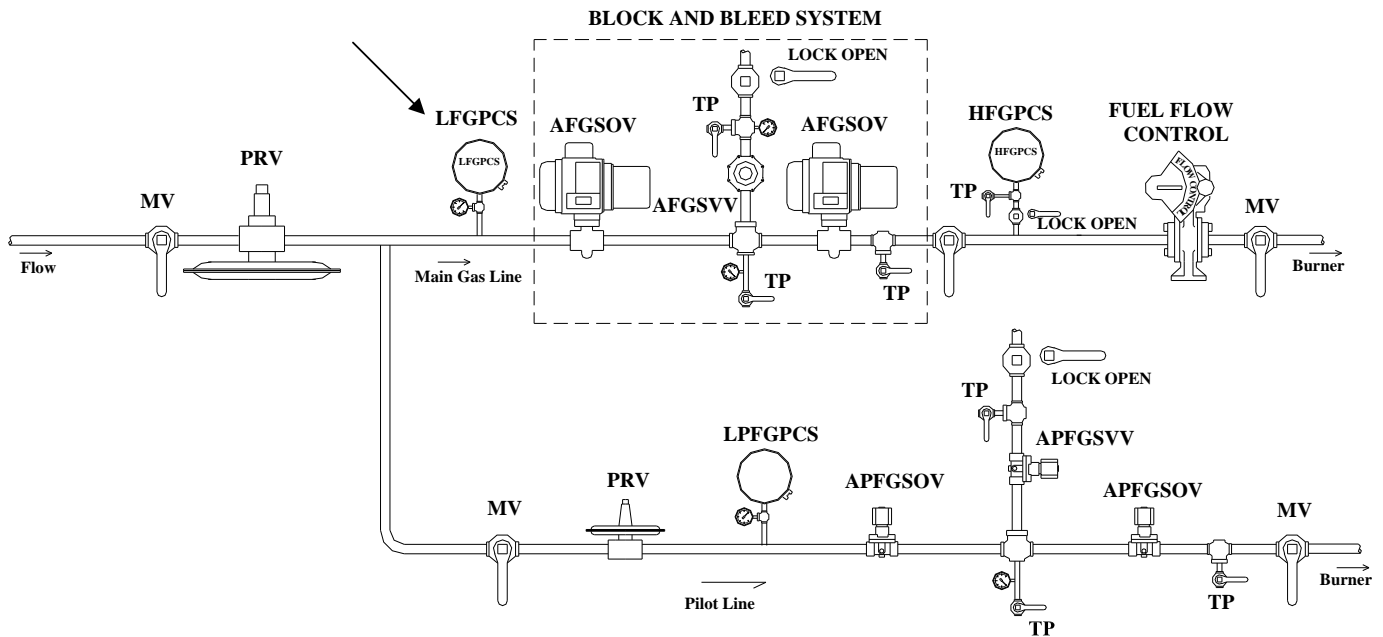 BLOCK AND BLEED SYSTEM
LOCK OPEN
LFGPCS
TP
HFGPCS
FUEL FLOW
CONTROL
AFGSOV
AFGSOV
PRV
LFGPCS
HFGPCS
FLOW CONTROL
MV
TP
AFGSVV
LOCK OPEN
MV
Flow
Main Gas Line
TP
TP
Burner
LOCK OPEN
TP
LPFGPCS
APFGSVV
PRV
APFGSOV
APFGSOV
MV
MV
Pilot Line
TP
TP
Burner